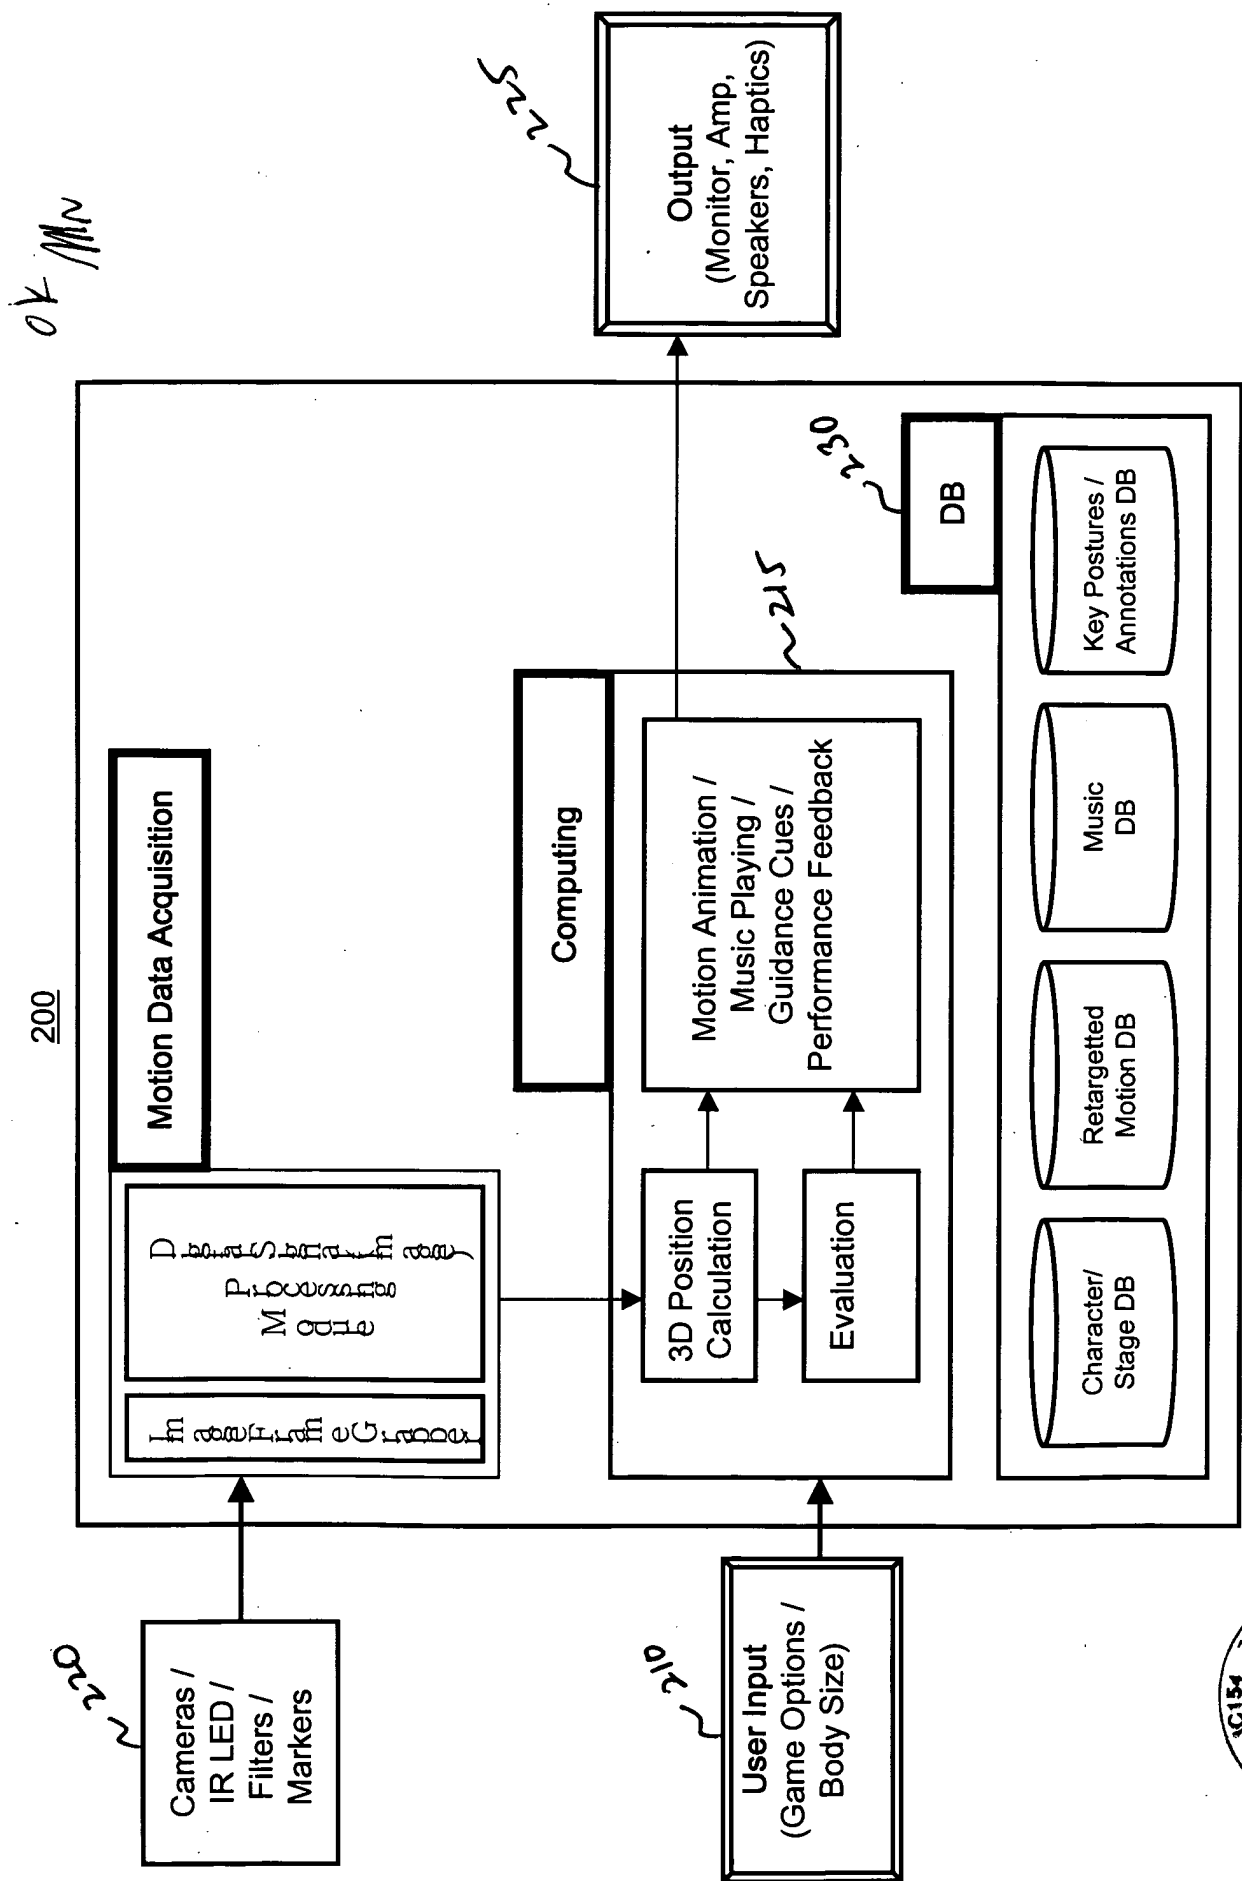 200
OK MN
Motion Data Acquisition
Image Frame Grabber
Digital Signal (Image)
Processing
Module
220
Cameras /
IR LED /
Filters /
Markers
Computing
215
3D Position
Calculation
Evaluation
Motion Animation /
Music Playing /
Guidance Cues /
Performance Feedback
210
User Input
(Game Options /
Body Size)
225
Output
(Monitor, Amp,
Speakers, Haptics)
230
DB
Character/
Stage DB
Retargetted
Motion DB
Music
DB
Key Postures /
Annotations DB